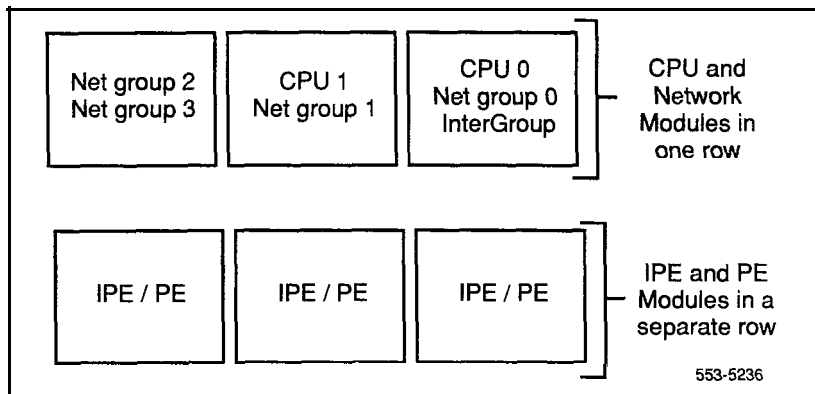 Net group 2
Net group 3
CPU 1
Net group 1
CPU 0
Net group 0
InterGroup
CPU and
Network
Modules in
one row
IPE / PE
IPE / PE
IPE / PE
IPE and PE
Modules in a
separate row
553-5236